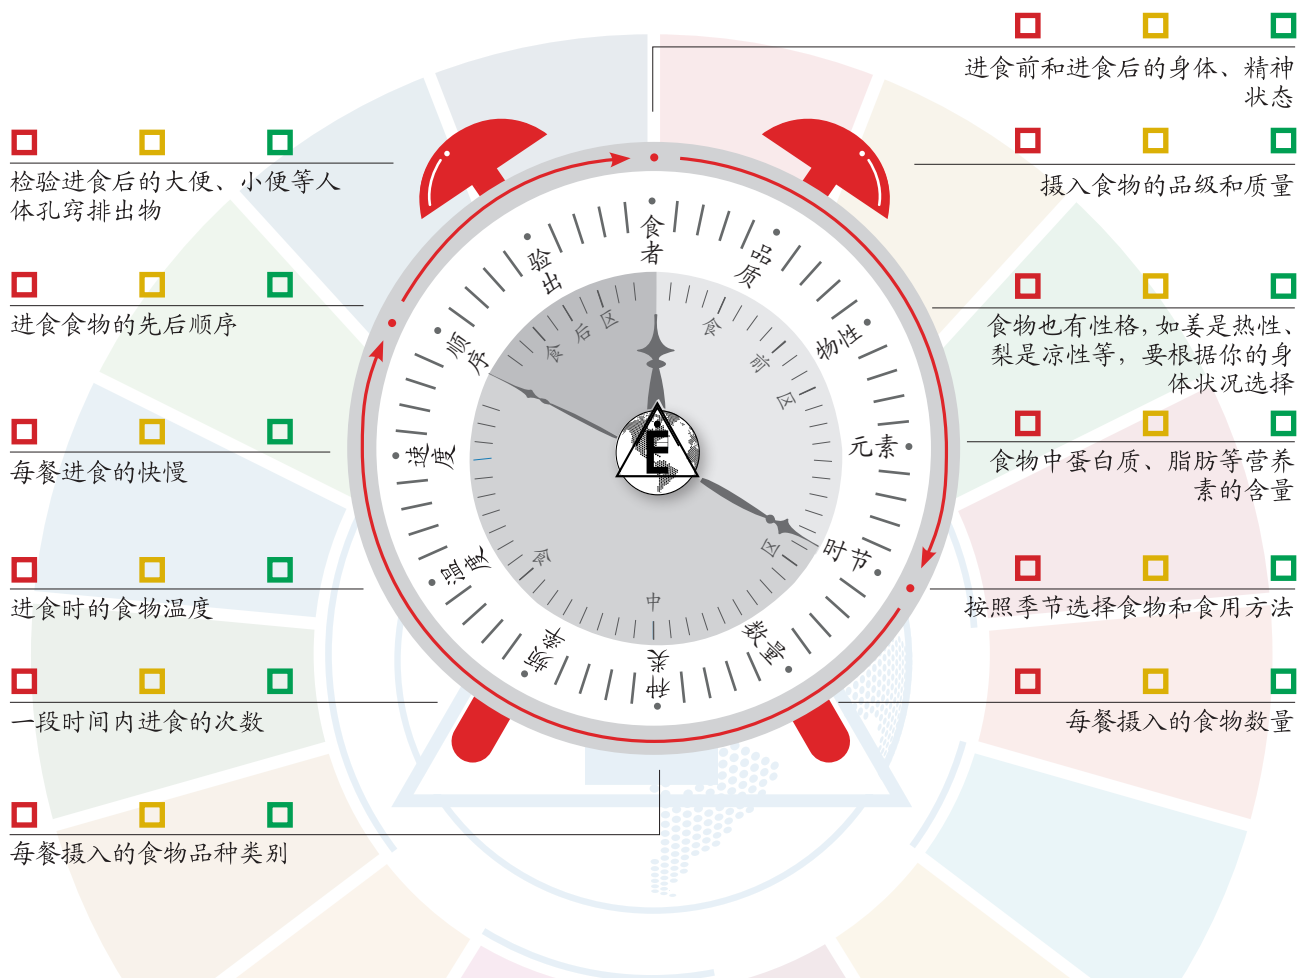 进食前和进食后的身体、精神
状态
检验进食后的大便、小便等人
体孔窍排出物
摄入食物的品级和质量
进食食物的先后顺序
食物也有性格，如姜是热性、
梨是凉性等，要根据你的身
体状况选择
每餐进食的快慢
食物中蛋白质、脂肪等营养
素的含量
进食时的食物温度
按照季节选择食物和食用方法
一段时间内进食的次数
每餐摄入的食物数量
每餐摄入的食物品种类别
食者
品质
物性
元素
时节
数量
种类
频率
温度
速度
顺序
验出
食前区
食中区
食后区
E